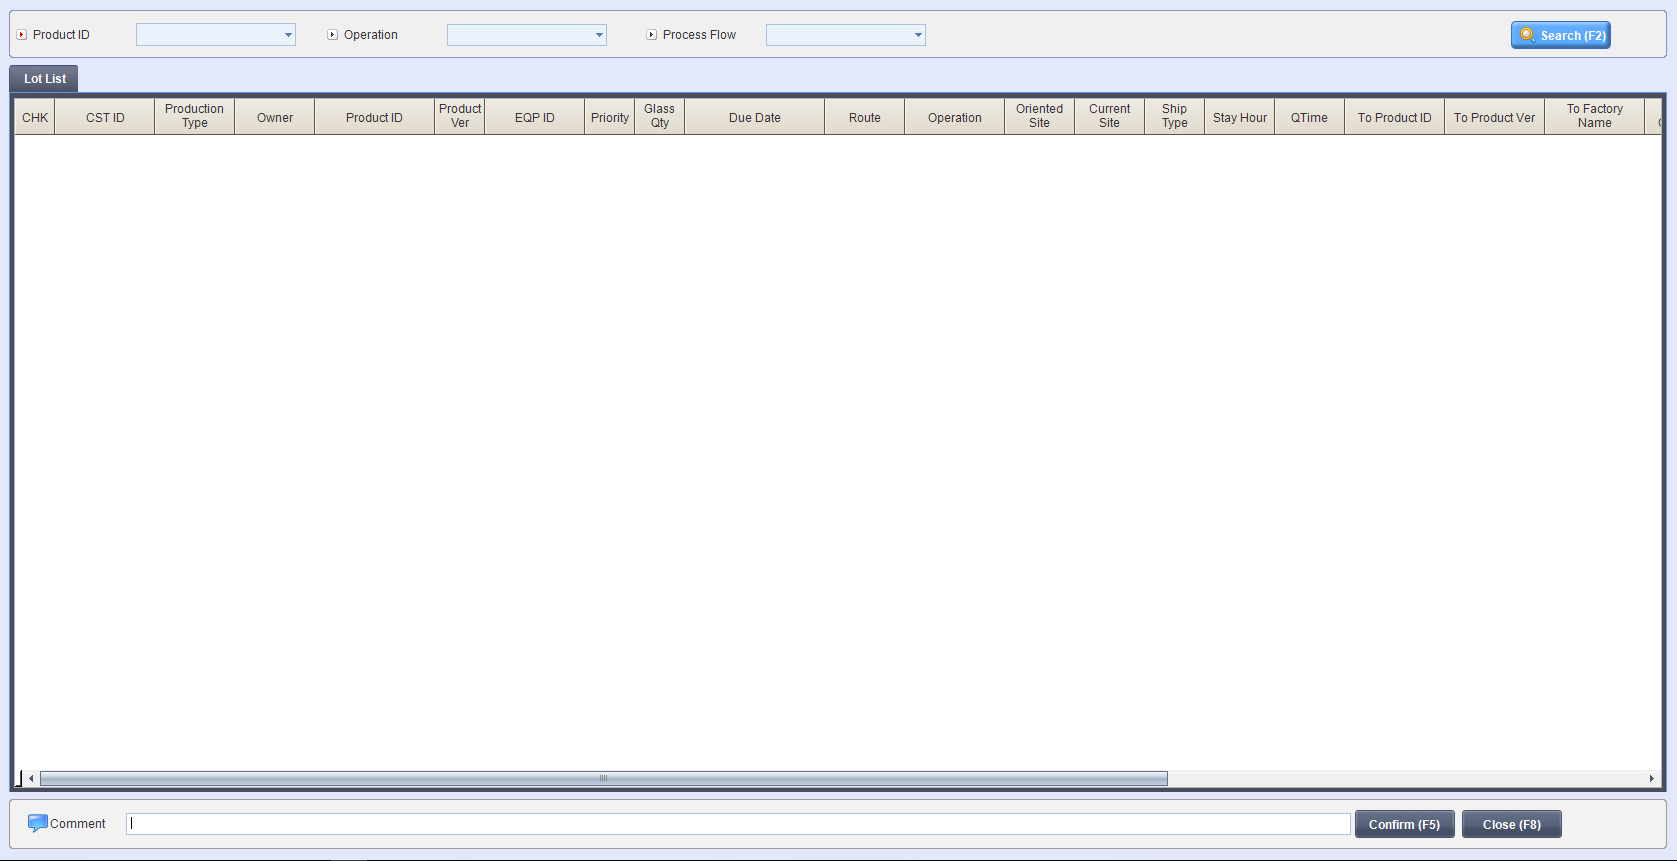 Product ID
Operation
Process Flow
Search (F2)
Lot List
CHK
CST ID
Production
Type
Owner
Product ID
Product
Ver
EQP ID
Priority
Glass
Qty
Due Date
Route
Operation
Oriented
Site
Current
Site
Ship
Type
Stay Hour
QTime
To Product ID
To Product Ver
To Factory
Name
Comment
Confirm (F5)
Close (F8)